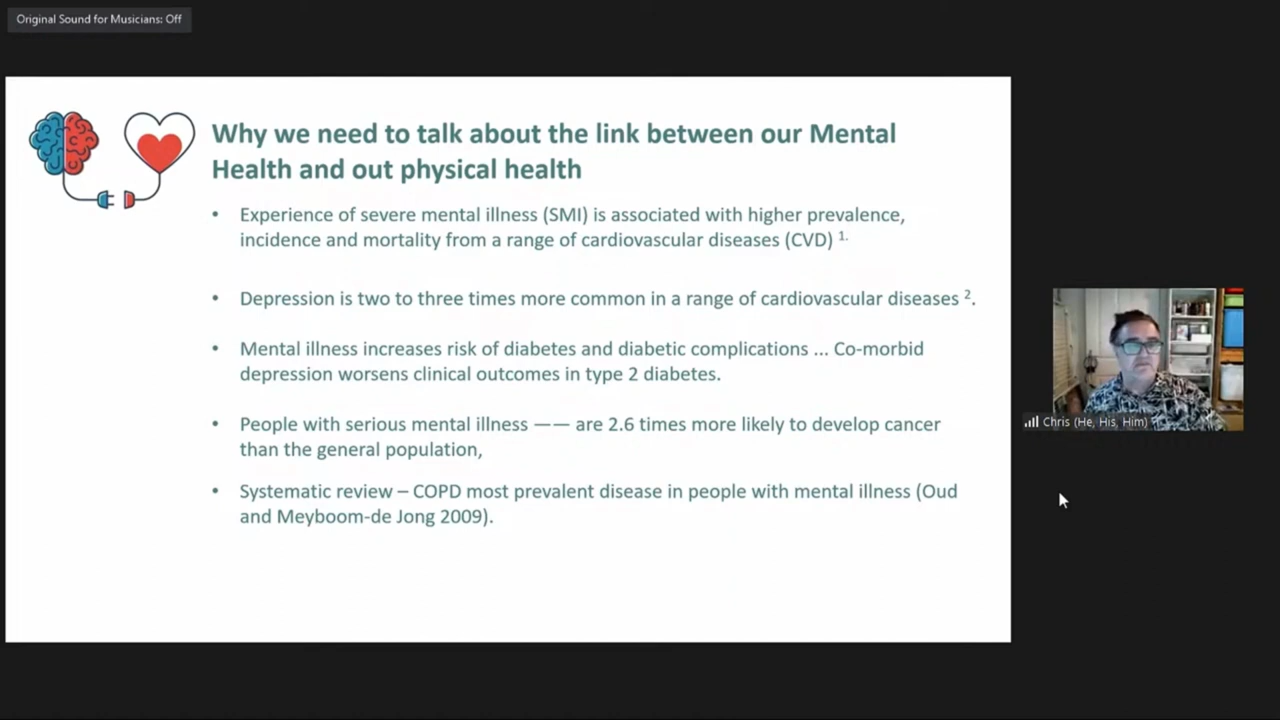 Original Sound for Musicians: Off
Why we need to talk about the link between our Mental
Health and out physical health
• Experience of severe mental illness (SMI) is associated with higher prevalence,
incidence and mortality from a range of cardiovascular diseases (CVD) 1.
• Depression is two to three times more common in a range of cardiovascular diseases 2.
• Mental illness increases risk of diabetes and diabetic complications ... Co-morbid
depression worsens clinical outcomes in type 2 diabetes.
• People with serious mental illness —— are 2.6 times more likely to develop cancer
than the general population,
• Systematic review – COPD most prevalent disease in people with mental illness (Oud
and Meyboom-de Jong 2009).
Chris (He, His, Him)